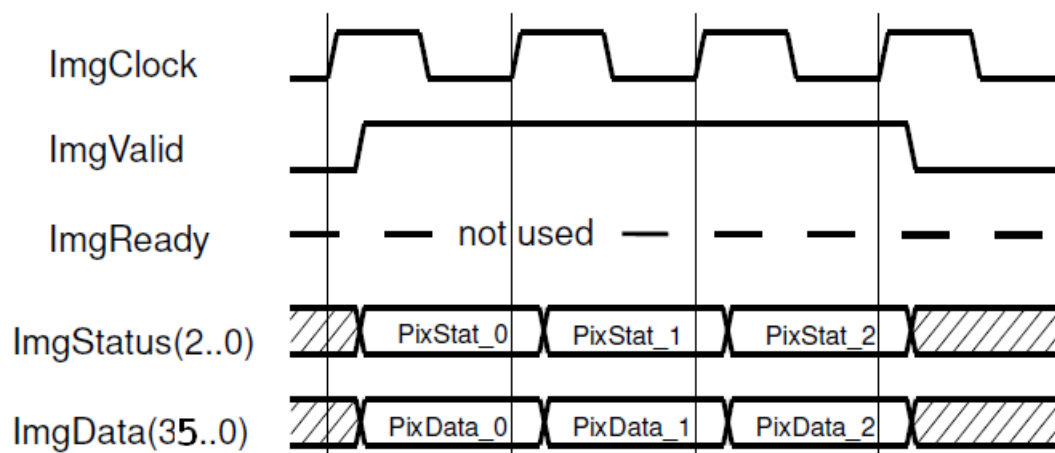 ImgClock
ImgValid
ImgReady not used
ImgStatus(2..0) PixStat_0 PixStat_1 PixStat_2
ImgData(35..0) PixData_0 PixData_1 PixData_2